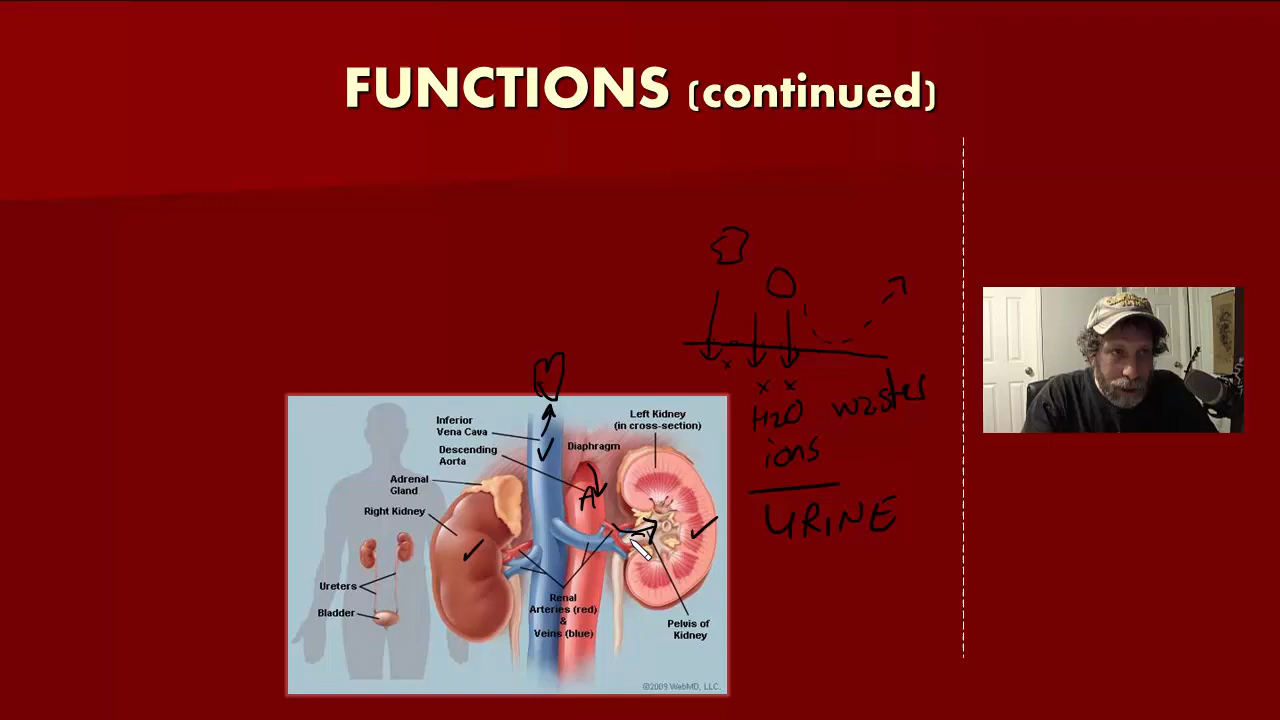 FUNCTIONS (continued)
H2O wastes
ions
URINE
Inferior
Vena Cava
Descending
Aorta
Diaphragm
Left Kidney
(in cross-section)
Adrenal
Gland
Right Kidney
A
Ureters
Bladder
Renal
Arteries (red)
&
Veins (blue)
Pelvis of
Kidney
©2009 WebMD, LLC.